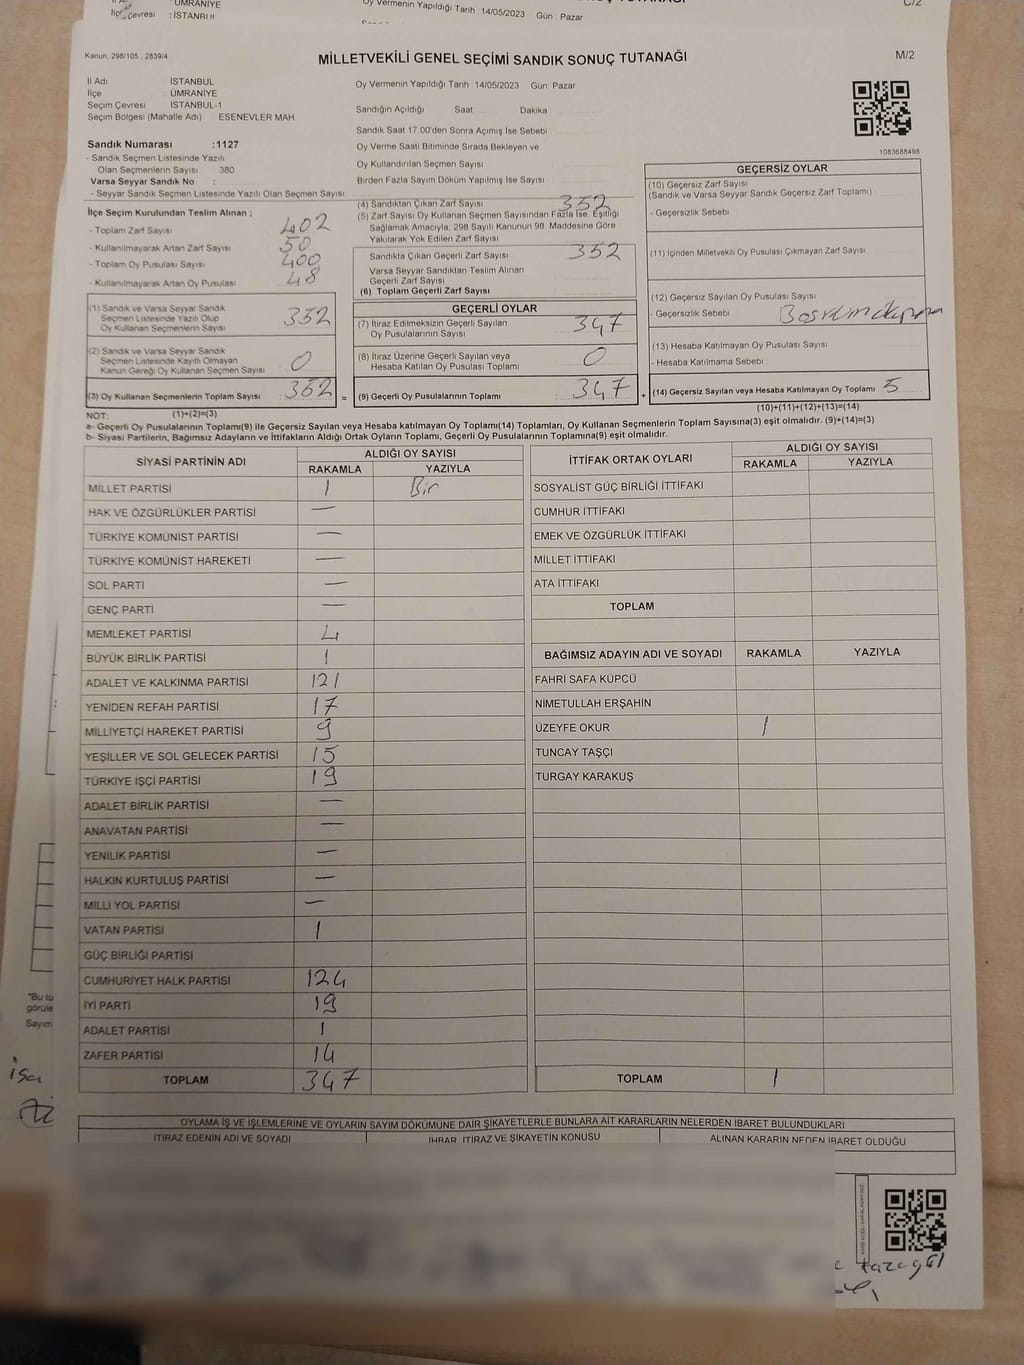 ÜMRANİYE
İlçe
Çevresi : İSTANBUL
Oy Vermenin Yapıldığı Tarih : 14/05/2023 Gün : Pazar
C/2
Kanun, 298/105 , 2839/4
MİLLETVEKİLİ GENEL SEÇİMİ SANDIK SONUÇ TUTANAĞI
M/2
İl Adı İSTANBUL
İlçe ÜMRANİYE
Seçim Çevresi İSTANBUL-1
Seçim Bölgesi (Mahalle Adı) ESENEVLER MAH.
Oy Vermenin Yapıldığı Tarih : 14/05/2023 Gün: Pazar
Sandığın Açıldığı Saat Dakika
Sandık Saat 17.00'den Sonra Açımış İse Sebebi
Oy Verme Saati Bitiminde Sırada Bekleyen ve
Oy Kullandırılan Seçmen Sayısı
Birden Fazla Sayım Döküm Yapılmış İse Sayısı
1083688498
Sandık Numarası :1127
- Sandık Seçmen Listesinde Yazılı
Olan Seçmenlerin Sayısı 380
Varsa Seyyar Sandık No :
- Seyyar Sandık Seçmen Listesinde Yazılı Olan Seçmen Sayısı
İlçe Seçim Kurulundan Teslim Alınan ;
- Toplam Zarf Sayısı 402
- Kullanılmayarak Artan Zarf Sayısı 50
- Toplam Oy Pusulası Sayısı 400
- Kullanılmayarak Artan Oy Pusulası 48
(4) Sandıktan Çıkan Zarf Sayısı 352
(5) Zarf Sayısı Oy Kullanan Seçmen Sayısından Fazla İse, Eşitliği
Sağlamak Amacıyla, 298 Sayılı Kanunun 98. Maddesine Göre
Yakılarak Yok Edilen Zarf Sayısı
Sandıkta Çıkan Geçerli Zarf Sayısı 352
Varsa Seyyar Sandıktan Teslim Alınan
Geçerli Zarf Sayısı
(6) Toplam Geçerli Zarf Sayısı
GEÇERSİZ OYLAR
(10) Geçersiz Zarf Sayısı
(Sandık ve Varsa Seyyar Sandık Geçersiz Zarf Toplamı)
- Geçersizlik Sebebi
(11) İçinden Milletvekili Oy Pusulası Çıkmayan Zarf Sayısı
(12) Geçersiz Sayılan Oy Pusulası Sayısı
- Geçersizlik Sebebi
(13) Hesaba Katılmayan Oy Pusulası Sayısı
- Hesaba Katılmama Sebebi
(14) Geçersiz Sayılan veya Hesaba Katılmayan Oy Toplamı 5
(1) Sandık ve Varsa Seyyar Sandık
Seçmen Listesinde Yazılı Olup
Oy Kullanan Seçmenlerin Sayısı 352
(2) Sandık ve Varsa Seyyar Sandık
Seçmen Listesinde Kayıtlı Olmayan
Kanun Gereği Oy Kullanan Seçmen Sayısı 0
(3) Oy Kullanan Seçmenlerin Toplam Sayısı 352 =
GEÇERLİ OYLAR
(7) İtiraz Edilmeksizin Geçerli Sayılan
Oy Pusulalarının Sayısı 347
(8) İtiraz Üzerine Geçerli Sayılan veya
Hesaba Katılan Oy Pusulası Toplamı 0
(9) Geçerli Oy Pusulalarının Toplamı 347 +
NOT: (1)+(2)=(3)
(10)+(11)+(12)+(13)=(14)
a- Geçerli Oy Pusulalarının Toplamı(9) ile Geçersiz Sayılan veya Hesaba katılmayan Oy Toplamı(14) Toplamları, Oy Kullanan Seçmenlerin Toplam Sayısına(3) eşit olmalıdır. (9)+(14)=(3)
b- Siyasi Partilerin, Bağımsız Adayların ve İttifakların Aldığı Ortak Oyların Toplamı, Geçerli Oy Pusulalarının Toplamına(9) eşit olmalıdır.
SİYASİ PARTİNİN ADI
ALDIĞI OY SAYISI
RAKAMLA YAZIYLA
MİLLET PARTİSİ 1 Bir
HAK VE ÖZGÜRLÜKLER PARTİSİ —
TÜRKİYE KOMÜNİST PARTİSİ —
TÜRKİYE KOMÜNİST HAREKETİ —
SOL PARTİ —
GENÇ PARTİ —
MEMLEKET PARTİSİ 4
BÜYÜK BİRLİK PARTİSİ 1
ADALET VE KALKINMA PARTİSİ 121
YENİDEN REFAH PARTİSİ 17
MİLLİYETÇİ HAREKET PARTİSİ 9
YEŞİLLER VE SOL GELECEK PARTİSİ 15
TÜRKİYE İŞÇİ PARTİSİ 19
ADALET BİRLİK PARTİSİ —
ANAVATAN PARTİSİ —
YENİLİK PARTİSİ —
HALKIN KURTULUŞ PARTİSİ —
MİLLİ YOL PARTİSİ —
VATAN PARTİSİ 1
GÜÇ BİRLİĞİ PARTİSİ
CUMHURİYET HALK PARTİSİ 124
İYİ PARTİ 19
ADALET PARTİSİ 1
ZAFER PARTİSİ 14
TOPLAM 347
İTTİFAK ORTAK OYLARI
ALDIĞI OY SAYISI
RAKAMLA YAZIYLA
SOSYALİST GÜÇ BİRLİĞİ İTTİFAKI
CUMHUR İTTİFAKI
EMEK VE ÖZGÜRLÜK İTTİFAKI
MİLLET İTTİFAKI
ATA İTTİFAKI
TOPLAM
BAĞIMSIZ ADAYIN ADI VE SOYADI RAKAMLA YAZIYLA
FAHRİ SAFA KÜPCÜ
NİMETULLAH ERŞAHİN
ÜZEYFE OKUR 1
TUNCAY TAŞÇI
TURGAY KARAKUŞ
TOPLAM 1
"Bu tu
görüle
Sayım
isa
OYLAMA İŞ VE İŞLEMLERİNE VE OYLARIN SAYIM DÖKÜMÜNE DAİR ŞİKAYETLERLE BUNLARA AİT KARARLARIN NELERDEN İBARET BULUNDUKLARI
İTİRAZ EDENİN ADI VE SOYADI
İHBAR, İTİRAZ VE ŞİKAYETİN KONUSU
ALINAN KARARIN NEDEN İBARET OLDUĞU